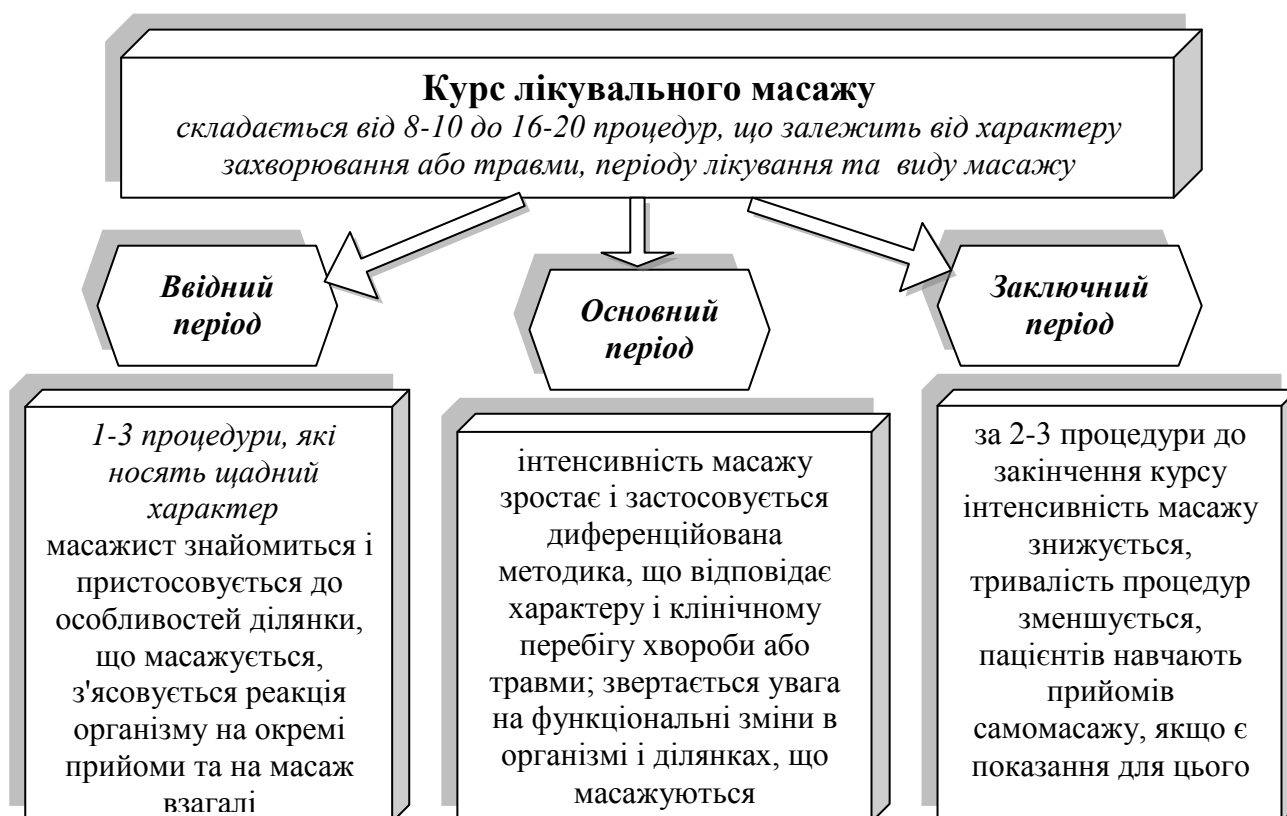 Курс лікувального масажу
складається від 8-10 до 16-20 процедур, що залежить від характеру
захворювання або травми, періоду лікування та виду масажу
Ввідний
період
Основний
період
Заключний
період
1-3 процедури, які
носять щадний
характер
масажист знайомиться і
пристосовується до
особливостей ділянки,
що масажується,
з'ясовується реакція
організму на окремі
прийоми та на масаж
взагалі
інтенсивність масажу
зростає і застосовується
диференційована
методика, що відповідає
характеру і клінічному
перебігу хвороби або
травми; звертається увага
на функціональні зміни в
організмі і ділянках, що
масажуються
за 2-3 процедури до
закінчення курсу
інтенсивність масажу
знижується,
тривалість процедур
зменшується,
пацієнтів навчають
прийомів
самомасажу, якщо є
показання для цього